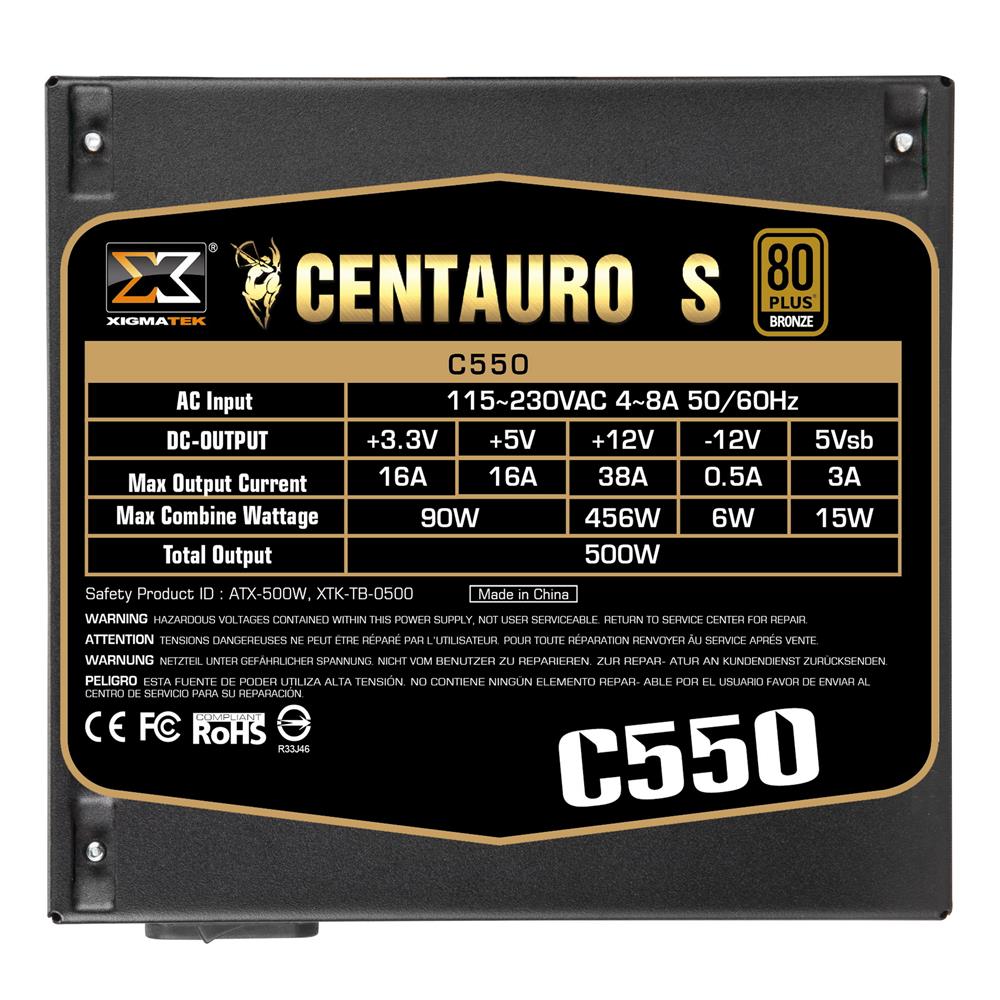 XIGMATEK
®
CENTAURO S
80
PLUS®
BRONZE
C550
AC Input 115~230VAC 4~8A 50/60Hz
DC-OUTPUT +3.3V +5V +12V -12V 5Vsb
Max Output Current 16A 16A 38A 0.5A 3A
Max Combine Wattage 90W 456W 6W 15W
Total Output 500W
Safety Product ID : ATX-500W, XTK-TB-0500 Made in China
WARNING HAZARDOUS VOLTAGES CONTAINED WITHIN THIS POWER SUPPLY, NOT USER SERVICEABLE. RETURN TO SERVICE CENTER FOR REPAIR.
ATTENTION TENSIONS DANGEREUSES NE PEUT ÊTRE RÉPARÉ PAR L'UTILISATEUR. POUR TOUTE RÉPARATION RENVOYER ÂU SERVICE APRÉS VENTE.
WARNUNG NETZTEIL UNTER GEFÄHRLICHER SPANNUNG. NICHT VOM BENUTZER ZU REPARIEREN. ZUR REPAR- ATUR AN KUNDENDIENST ZURÜCKSENDEN.
PELIGRO ESTA FUENTE DE PODER UTILIZA ALTA TENSIÓN. NO CONTIENE NINGÚN ELEMENTO REPAR- ABLE POR EL USUARIO FAVOR DE ENVIAR AL
CENTRO DE SERVICIO PARA SU REPARACIÓN.
CE FC COMPLIANT
RoHS
R33J46
C550